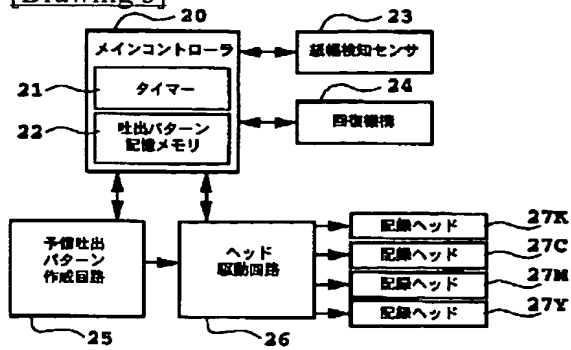 [Drawing 3]
20
23
メインコントローラ
紙幅検知センサ
21
タイマー
24
22
吐出パターン
記憶メモリ
回復機構
予備吐出
パターン
作成回路
ヘッド
駆動回路
記録ヘッド
27K
記録ヘッド
27C
記録ヘッド
27M
記録ヘッド
27Y
25
26